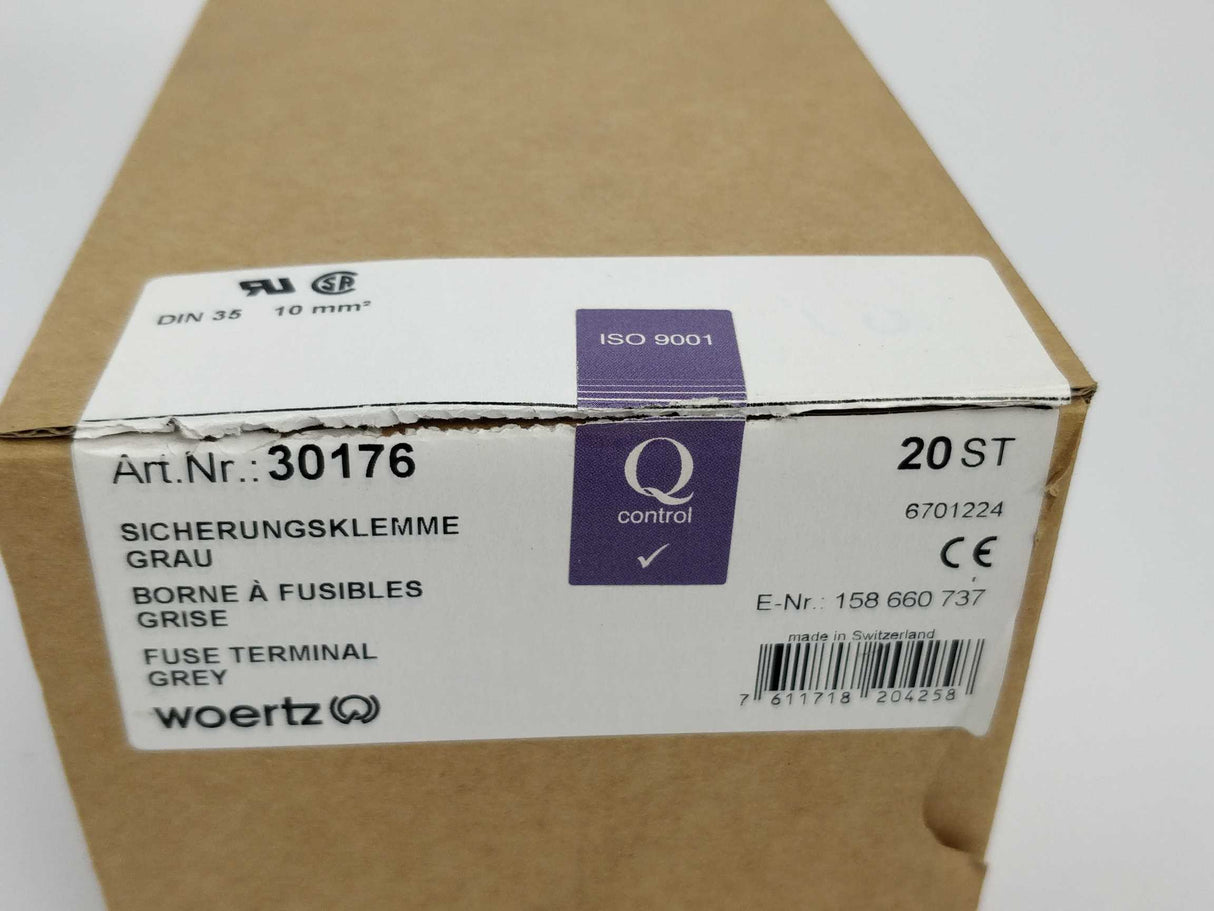 DIN 35 10 mm²
ISO 9001
Art.Nr.: 30176
SICHERUNGSKLEMME
GRAU
BORNE À FUSIBLES
GRISE
FUSE TERMINAL
GREY
woertz
Q
control
20 ST
6701224
CE
E-Nr.: 158 660 737
made in Switzerland
7 611718 204258